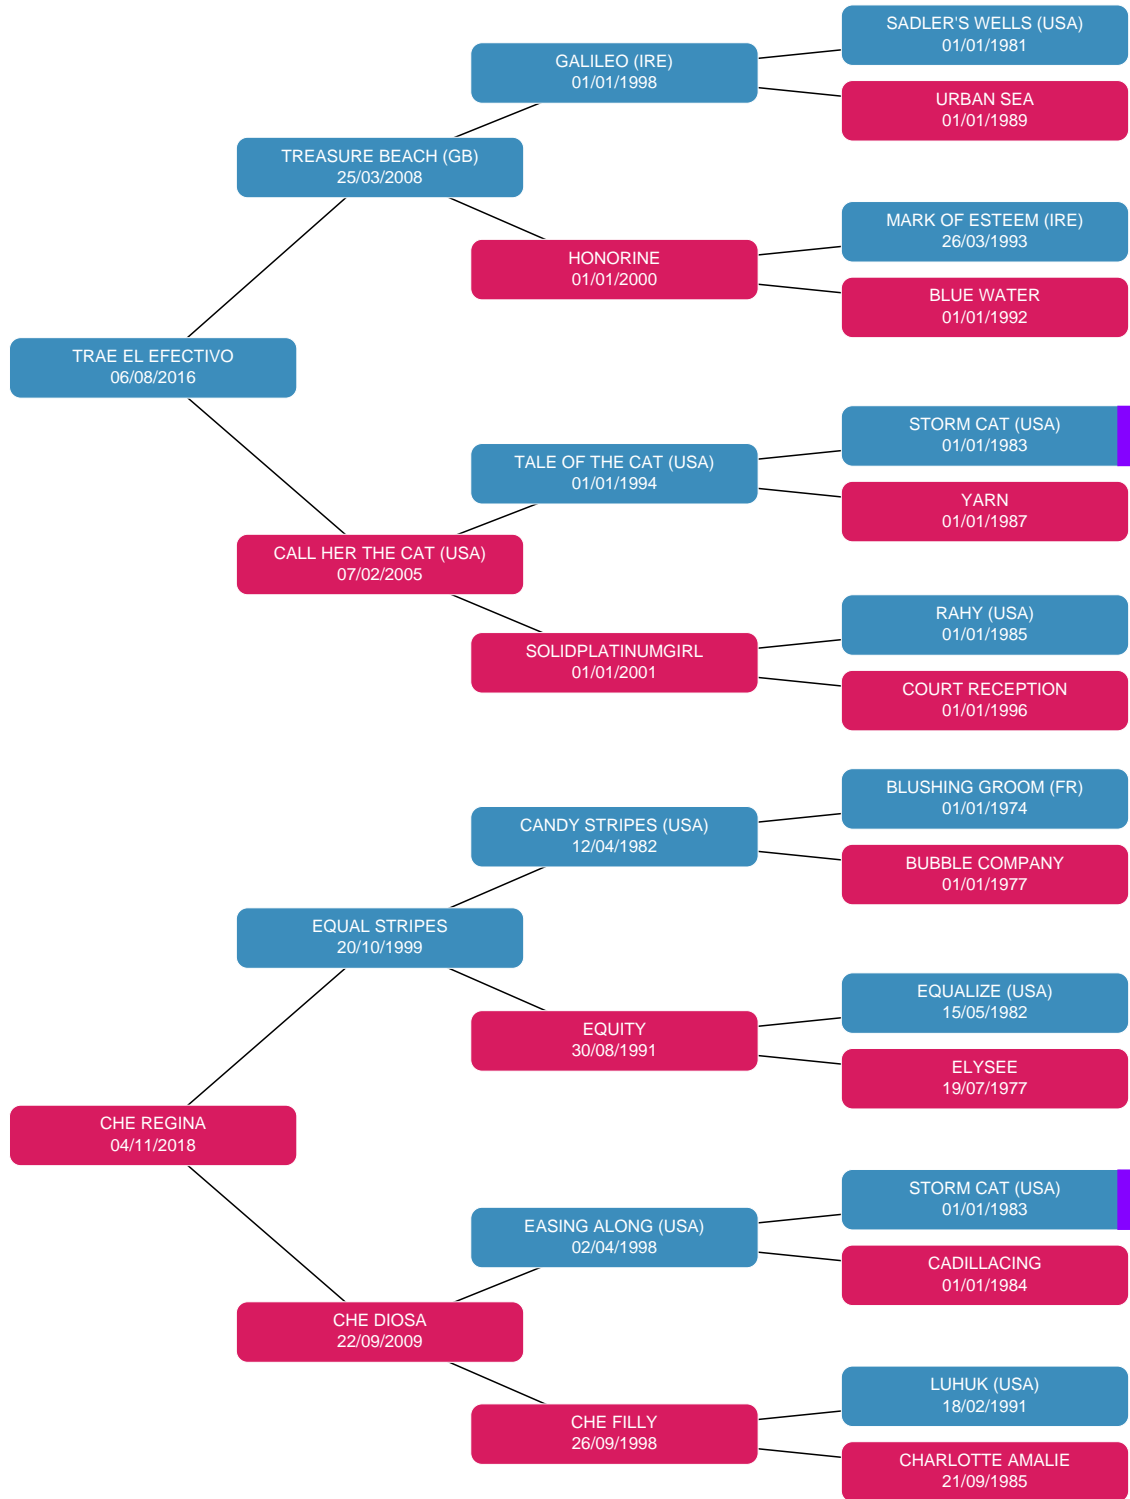 SADLER'S WELLS (USA)
01/01/1981
GALILEO (IRE)
01/01/1998
URBAN SEA
01/01/1989
TREASURE BEACH (GB)
25/03/2008
MARK OF ESTEEM (IRE)
26/03/1993
HONORINE
01/01/2000
BLUE WATER
01/01/1992
TRAE EL EFECTIVO
06/08/2016
STORM CAT (USA)
01/01/1983
TALE OF THE CAT (USA)
01/01/1994
YARN
01/01/1987
CALL HER THE CAT (USA)
07/02/2005
RAHY (USA)
01/01/1985
SOLIDPLATINUMGIRL
01/01/2001
COURT RECEPTION
01/01/1996
BLUSHING GROOM (FR)
01/01/1974
CANDY STRIPES (USA)
12/04/1982
BUBBLE COMPANY
01/01/1977
EQUAL STRIPES
20/10/1999
EQUALIZE (USA)
15/05/1982
EQUITY
30/08/1991
ELYSEE
19/07/1977
CHE REGINA
04/11/2018
STORM CAT (USA)
01/01/1983
EASING ALONG (USA)
02/04/1998
CADILLACING
01/01/1984
CHE DIOSA
22/09/2009
LUHUK (USA)
18/02/1991
CHE FILLY
26/09/1998
CHARLOTTE AMALIE
21/09/1985